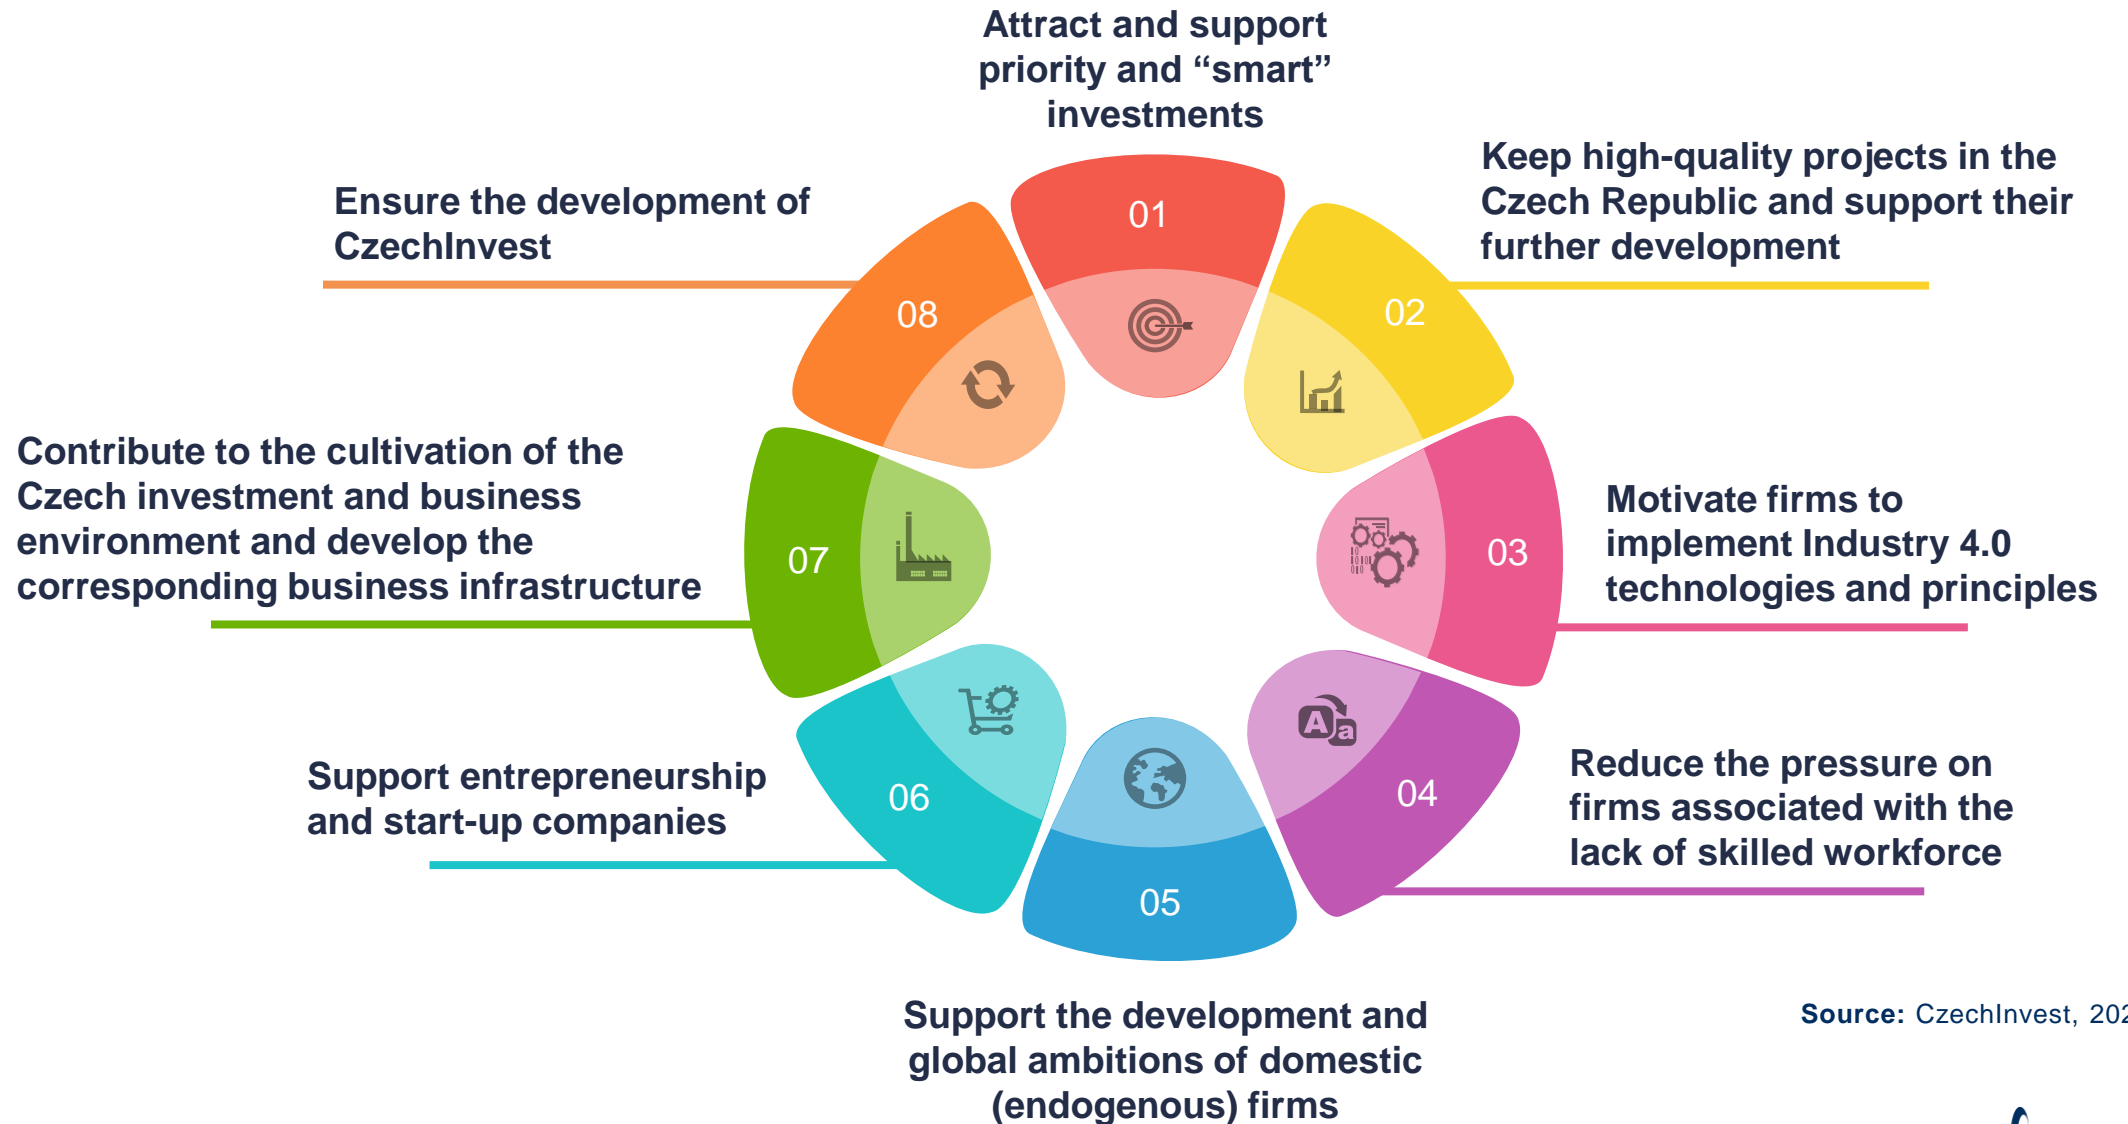 Attract and support
priority and “smart”
investments
01
Keep high-quality projects in the
Czech Republic and support their
further development
02
Motivate firms to
implement Industry 4.0
technologies and principles
03
Reduce the pressure on
firms associated with the
lack of skilled workforce
04
A a
Support the development and
global ambitions of domestic
(endogenous) firms
05
Support entrepreneurship
and start-up companies
06
Contribute to the cultivation of the
Czech investment and business
environment and develop the
corresponding business infrastructure
07
Ensure the development of
CzechInvest
08
Source: CzechInvest,